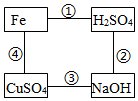 Fe ① H₂SO₄
④ ②
CuSO₄ ③ NaOH